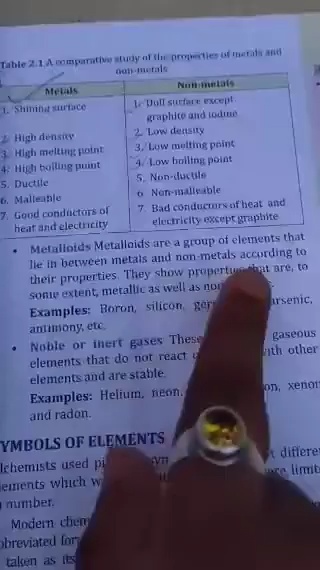 Table 2.1 A comparative study of the properties of metals and
non-metals
Metals
Non-metals
1. Shining surface
1. Dull surface except
graphite and iodine
2. High density
2. Low density
3. High melting point
3. Low melting point
4. High boiling point
4. Low boiling point
5. Ductile
5. Non-ductile
6. Malleable
6 Non-malleable
7. Good conductors of
heat and electricity
7. Bad conductors of heat and
electricity except graphite
• Metalloids Metalloids are a group of elements that
lie in between metals and non-metals according to
their properties. They show properties that are, to
some extent, metallic as well as
Examples: Boron, silicon,
antimony, etc.
• Noble or inert gases These gaseous
elements that do not react with other
elements and are stable.
Examples: Helium, neon,
and radon.
YMBOLS OF ELEMENTS
lchemists used
ements which
number.
Modern
taken as its